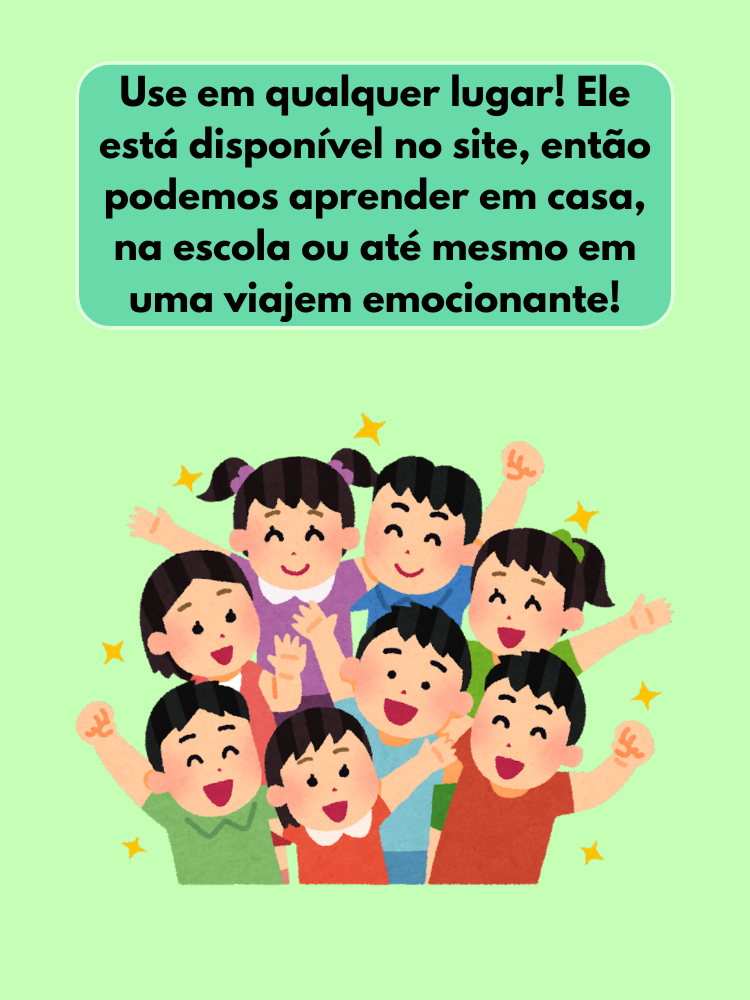 Use em qualquer lugar! Ele
está disponível no site, então
podemos aprender em casa,
na escola ou até mesmo em
uma viajem emocionante!